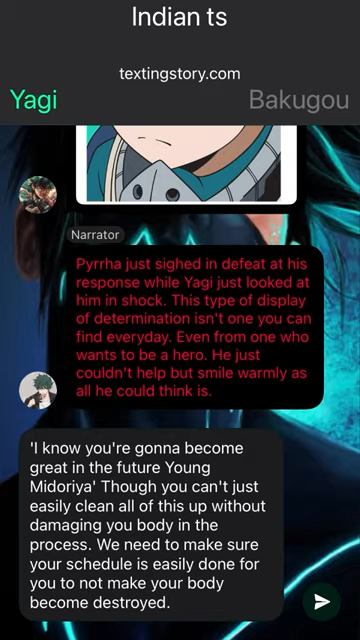 Indian ts
textingstory.com
Yagi
Bakugou
Narrator
Pyrrha just sighed in defeat at his
response while Yagi just looked at
him in shock. This type of display
of determination isn't one you can
find everyday. Even from one who
wants to be a hero. He just
couldn't help but smile warmly as
all he could think is.
'I know you're gonna become
great in the future Young
Midoriya' Though you can't just
easily clean all of this up without
damaging you body in the
process. We need to make sure
your schedule is easily done for
you to not make your body
become destroyed.